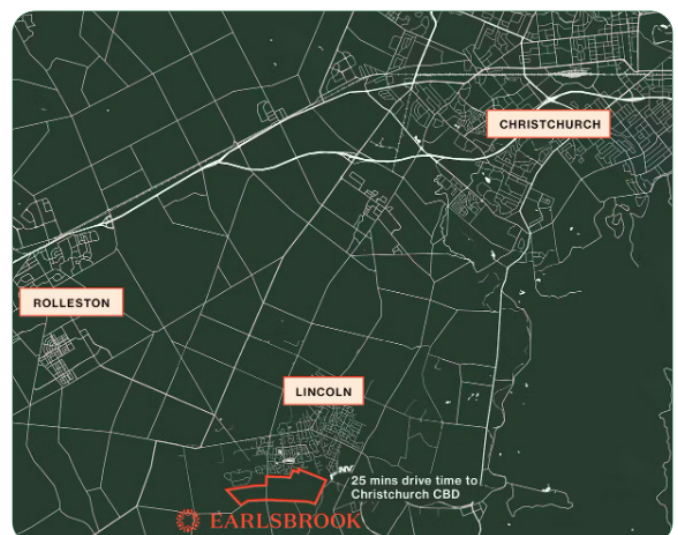 CHRISTCHURCH
ROLLESTON
LINCOLN
25 mins drive time to
Christchurch CBD
EARLSBROOK